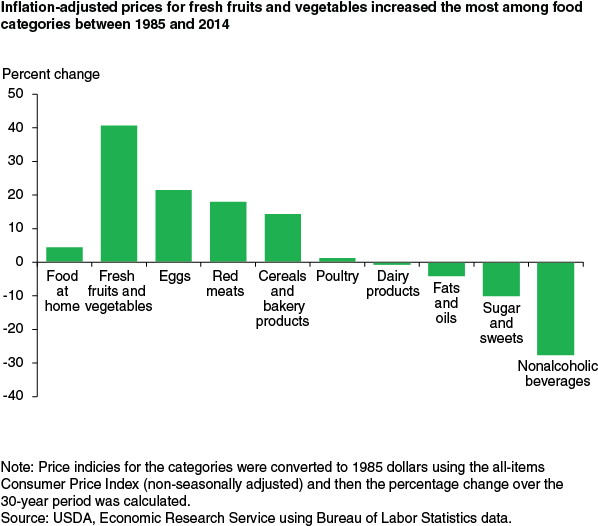 Inflation-adjusted prices for fresh fruits and vegetables increased the most among food
categories between 1985 and 2014
Percent change
50
40
30
20
10
0
-10
-20
-30
-40
Food
at
home
Fresh
fruits and
vegetables
Eggs
Red
meats
Cereals
and
bakery
products
Poultry
Dairy
products
Fats
and
oils
Sugar
and
sweets
Nonalcoholic
beverages
Note: Price indicies for the categories were converted to 1985 dollars using the all-items
Consumer Price Index (non-seasonally adjusted) and then the percentage change over the
30-year period was calculated.
Source: USDA, Economic Research Service using Bureau of Labor Statistics data.